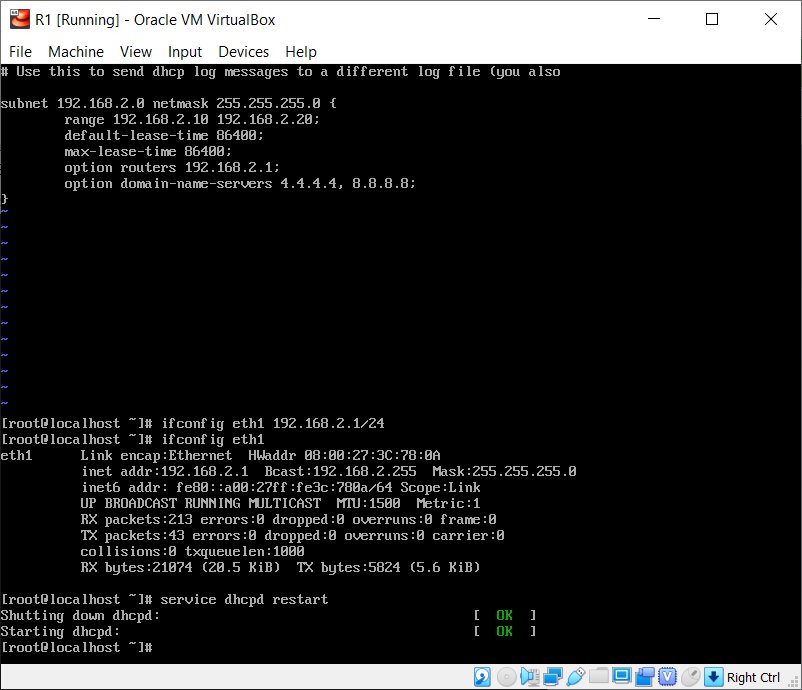 R1 [Running] - Oracle VM VirtualBox
File Machine View Input Devices Help
# Use this to send dhcp log messages to a different log file (you also
subnet 192.168.2.0 netmask 255.255.255.0 {
range 192.168.2.10 192.168.2.20;
default-lease-time 86400;
max-lease-time 86400;
option routers 192.168.2.1;
option domain-name-servers 4.4.4.4, 8.8.8.8;
}
~
~
~
~
~
~
~
~
~
~
~
~
~
[root@localhost ~]# ifconfig eth1 192.168.2.1/24
[root@localhost ~]# ifconfig eth1
eth1 Link encap:Ethernet HWaddr 08:00:27:3C:78:0A
inet addr:192.168.2.1 Bcast:192.168.2.255 Mask:255.255.255.0
inet6 addr: fe80::a00:27ff:fe3c:780a/64 Scope:Link
UP BROADCAST RUNNING MULTICAST MTU:1500 Metric:1
RX packets:213 errors:0 dropped:0 overruns:0 frame:0
TX packets:43 errors:0 dropped:0 overruns:0 carrier:0
collisions:0 txqueuelen:1000
RX bytes:21074 (20.5 KiB) TX bytes:5824 (5.6 KiB)
[root@localhost ~]# service dhcpd restart
Shutting down dhcpd: [ OK ]
Starting dhcpd: [ OK ]
[root@localhost ~]#
Right Ctrl